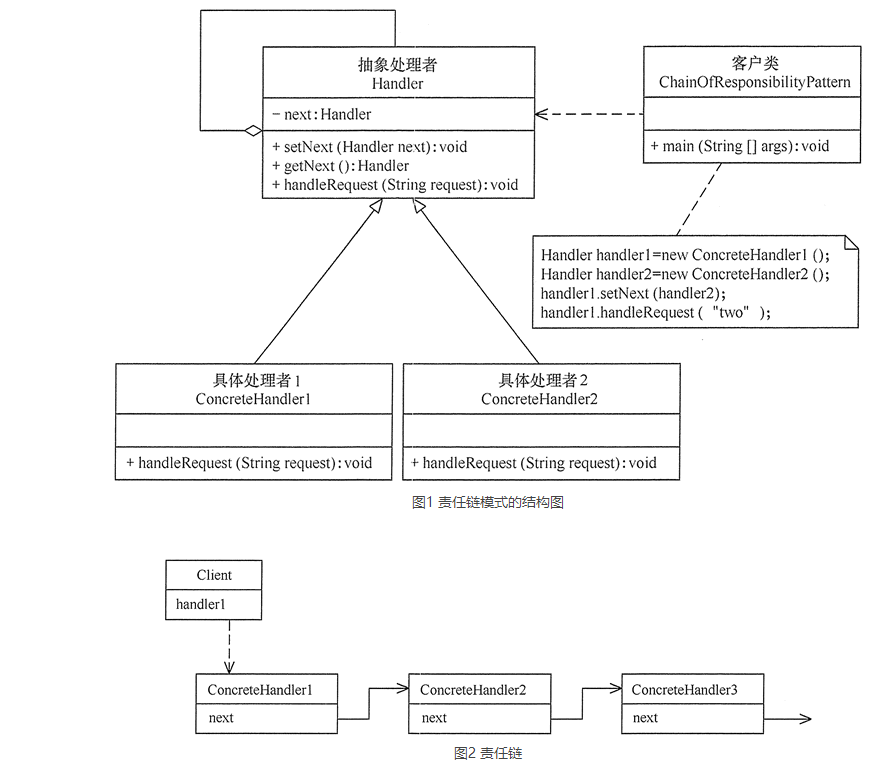 抽象处理者
Handler
- next:Handler
+ setNext (Handler next):void
+ getNext ():Handler
+ handleRequest (String request):void
客户类
ChainOfResponsibilityPattern
+ main (String [] args):void
Handler handler1=new ConcreteHandler1 ();
Handler handler2=new ConcreteHandler2 ();
handler1.setNext (handler2);
handler1.handleRequest ( "two" );
具体处理者1
ConcreteHandler1
+ handleRequest (String request):void
具体处理者2
ConcreteHandler2
+ handleRequest (String request):void
图1 责任链模式的结构图
Client
handler1
ConcreteHandler1
next
ConcreteHandler2
next
ConcreteHandler3
next
图2 责任链